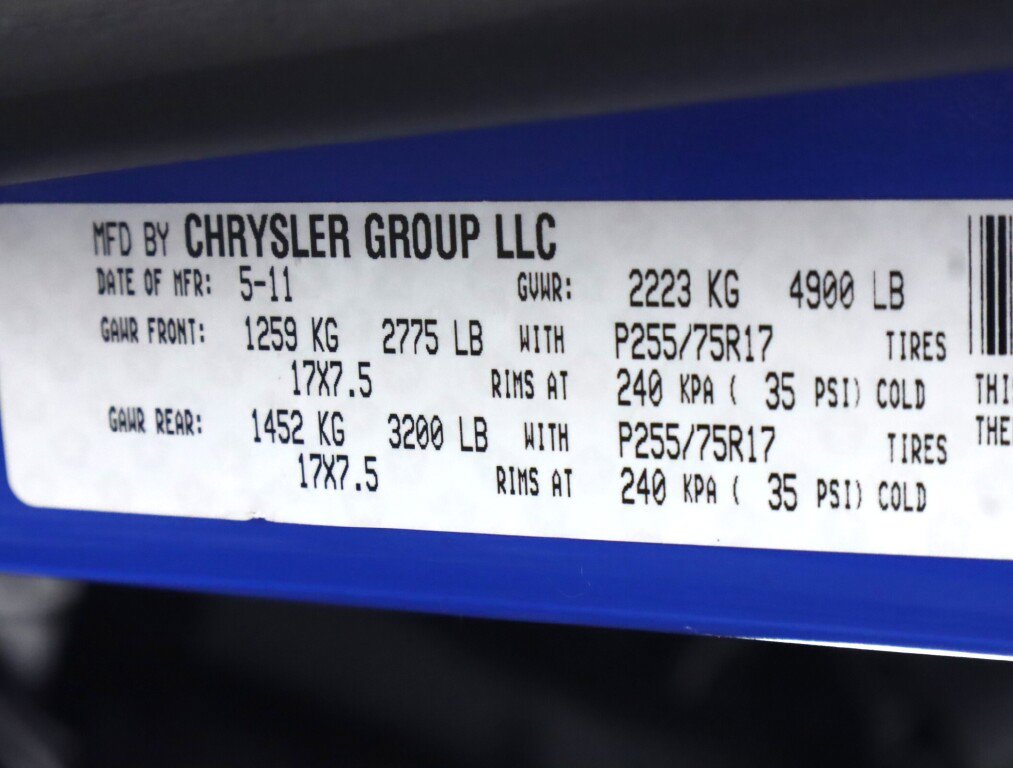 MFD BY CHRYSLER GROUP LLC
DATE OF MFR: 5-11 GVWR: 2223 KG 4900 LB
GAWR FRONT: 1259 KG 2775 LB WITH P255/75R17 TIRES
17X7.5 RIMS AT 240 KPA ( 35 PSI) COLD
GAWR REAR: 1452 KG 3200 LB WITH P255/75R17 TIRES
17X7.5 RIMS AT 240 KPA ( 35 PSI) COLD